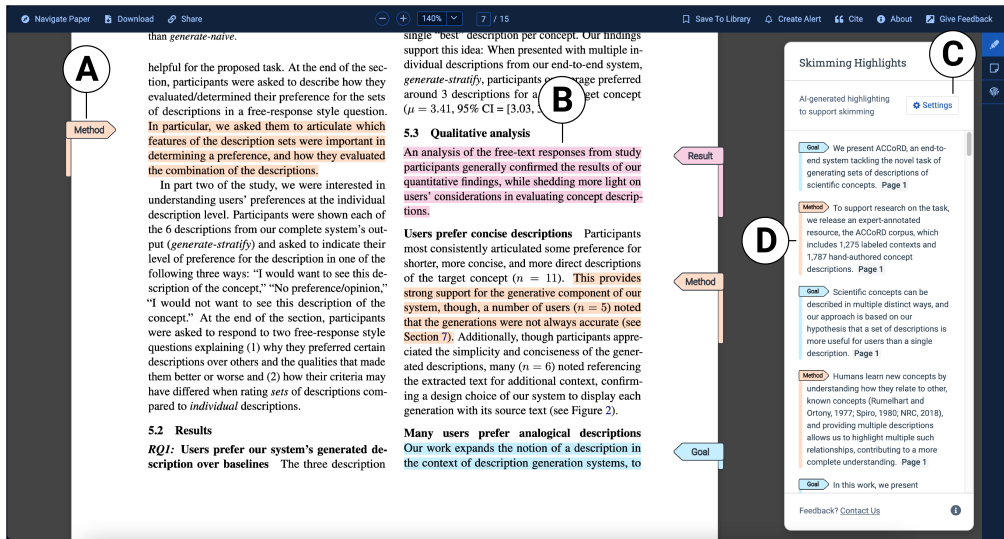 Navigate Paper
Download
Share
140%
7 / 15
Save To Library
Create Alert
Cite
About
Give Feedback
A
Method
than generate-naive.
helpful for the proposed task. At the end of the sec-
tion, participants were asked to describe how they
evaluated/determined their preference for the sets
of descriptions in a free-response style question.
In particular, we asked them to articulate which
features of the description sets were important in
determining a preference, and how they evaluated
the combination of the descriptions.
In part two of the study, we were interested in
understanding users' preferences at the individual
description level. Participants were shown each of
the 6 descriptions from our complete system's out-
put (generate-stratify) and asked to indicate their
level of preference for the description in one of the
following three ways: “I would want to see this de-
scription of the concept,” “No preference/opinion,”
“I would not want to see this description of the
concept.” At the end of the section, participants
were asked to respond to two free-response style
questions explaining (1) why they preferred certain
descriptions over others and the qualities that made
them better or worse and (2) how their criteria may
have differed when rating sets of descriptions com-
pared to individual descriptions.
5.2 Results
RQ1: Users prefer our system's generated de-
scription over baselines The three description
single “best” description per concept. Our findings
support this idea: When presented with multiple in-
dividual descriptions from our end-to-end system,
generate-stratify, participants
preferred
around 3 descriptions for a
concept
(μ = 3.41, 95% CI = [3.03,
B
5.3 Qualitative analysis
An analysis of the free-text responses from study
participants generally confirmed the results of our
quantitative findings, while shedding more light on
users' considerations in evaluating concept descrip-
tions.
Users prefer concise descriptions Participants
most consistently articulated some preference for
shorter, more concise, and more direct descriptions
of the target concept (n = 11). This provides
strong support for the generative component of our
system, though, a number of users (n = 5) noted
that the generations were not always accurate (see
Section 7). Additionally, though participants appre-
ciated the simplicity and conciseness of the gener-
ated descriptions, many (n = 6) noted referencing
the extracted text for additional context, confirm-
ing a design choice of our system to display each
generation with its source text (see Figure 2).
Many users prefer analogical descriptions
Our work expands the notion of a description in
the context of description generation systems, to
Result
Method
Goal
C
Skimming Highlights
AI-generated highlighting
to support skimming
Settings
D
Goal We present ACCoRD, an end-to-
end system tackling the novel task of
generating sets of descriptions of
scientific concepts. Page 1
Method To support research on the task,
we release an expert-annotated
resource, the ACCoRD corpus, which
includes 1,275 labeled contexts and
1,787 hand-authored concept
descriptions. Page 1
Goal Scientific concepts can be
described in multiple distinct ways, and
our approach is based on our
hypothesis that a set of descriptions is
more useful for users than a single
description. Page 1
Method Humans learn new concepts by
understanding how they relate to other,
known concepts (Rumelhart and
Ortony, 1977; Spiro, 1980; NRC, 2018),
and providing multiple descriptions
allows us to highlight multiple such
relationships, contributing to a more
complete understanding. Page 1
Goal In this work, we present
Feedback? Contact Us